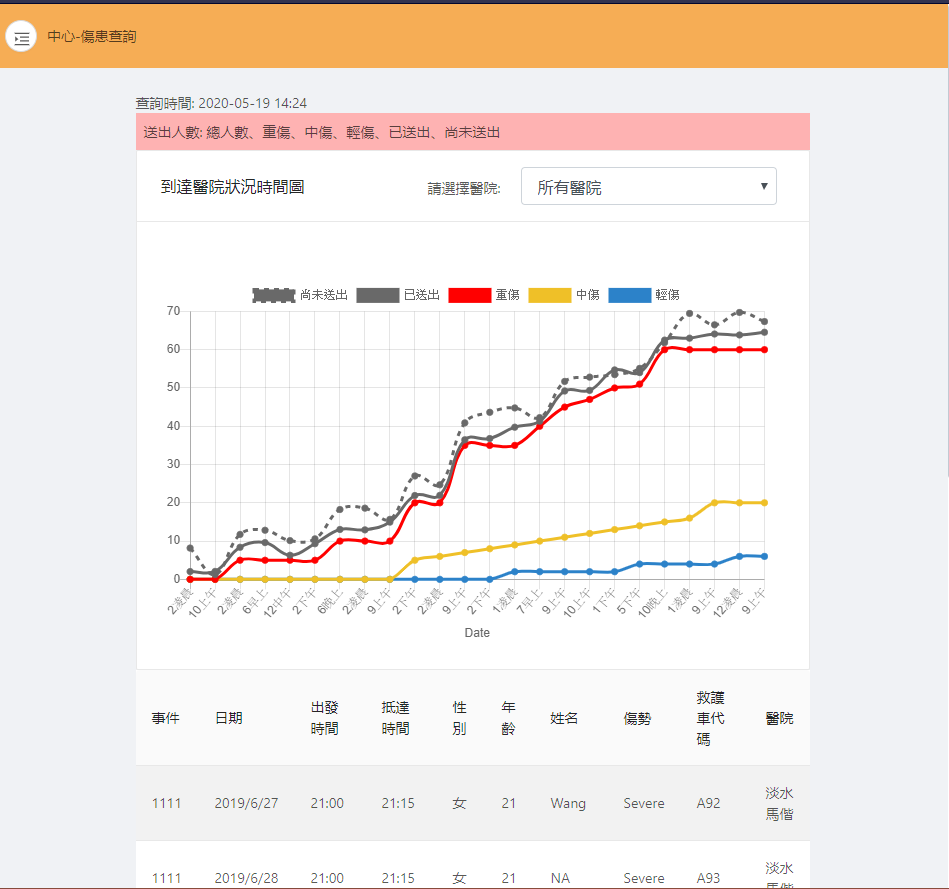 中心-傷患查詢
查詢時間: 2020-05-19 14:24
送出人數: 總人數、重傷、中傷、輕傷、已送出、尚未送出
到達醫院狀況時間圖
請選擇醫院:
所有醫院
尚未送出 已送出 重傷 中傷 輕傷
70
60
50
40
30
20
10
0
2凌晨 10上午 2凌晨 6早上 12中午 2下午 6晚上 2凌晨 9上午 2下午 2凌晨 9上午 2下午 1凌晨 7早上 9上午 10上午 1下午 5下午 10晚上 1凌晨 9上午 12凌晨 9上午
Date
事件 日期 出發時間 抵達時間 性別 年齡 姓名 傷勢 救護車代碼 醫院
1111 2019/6/27 21:00 21:15 女 21 Wang Severe A92 淡水馬偕
1111 2019/6/28 21:00 21:15 女 21 NA Severe A93 淡水馬偕